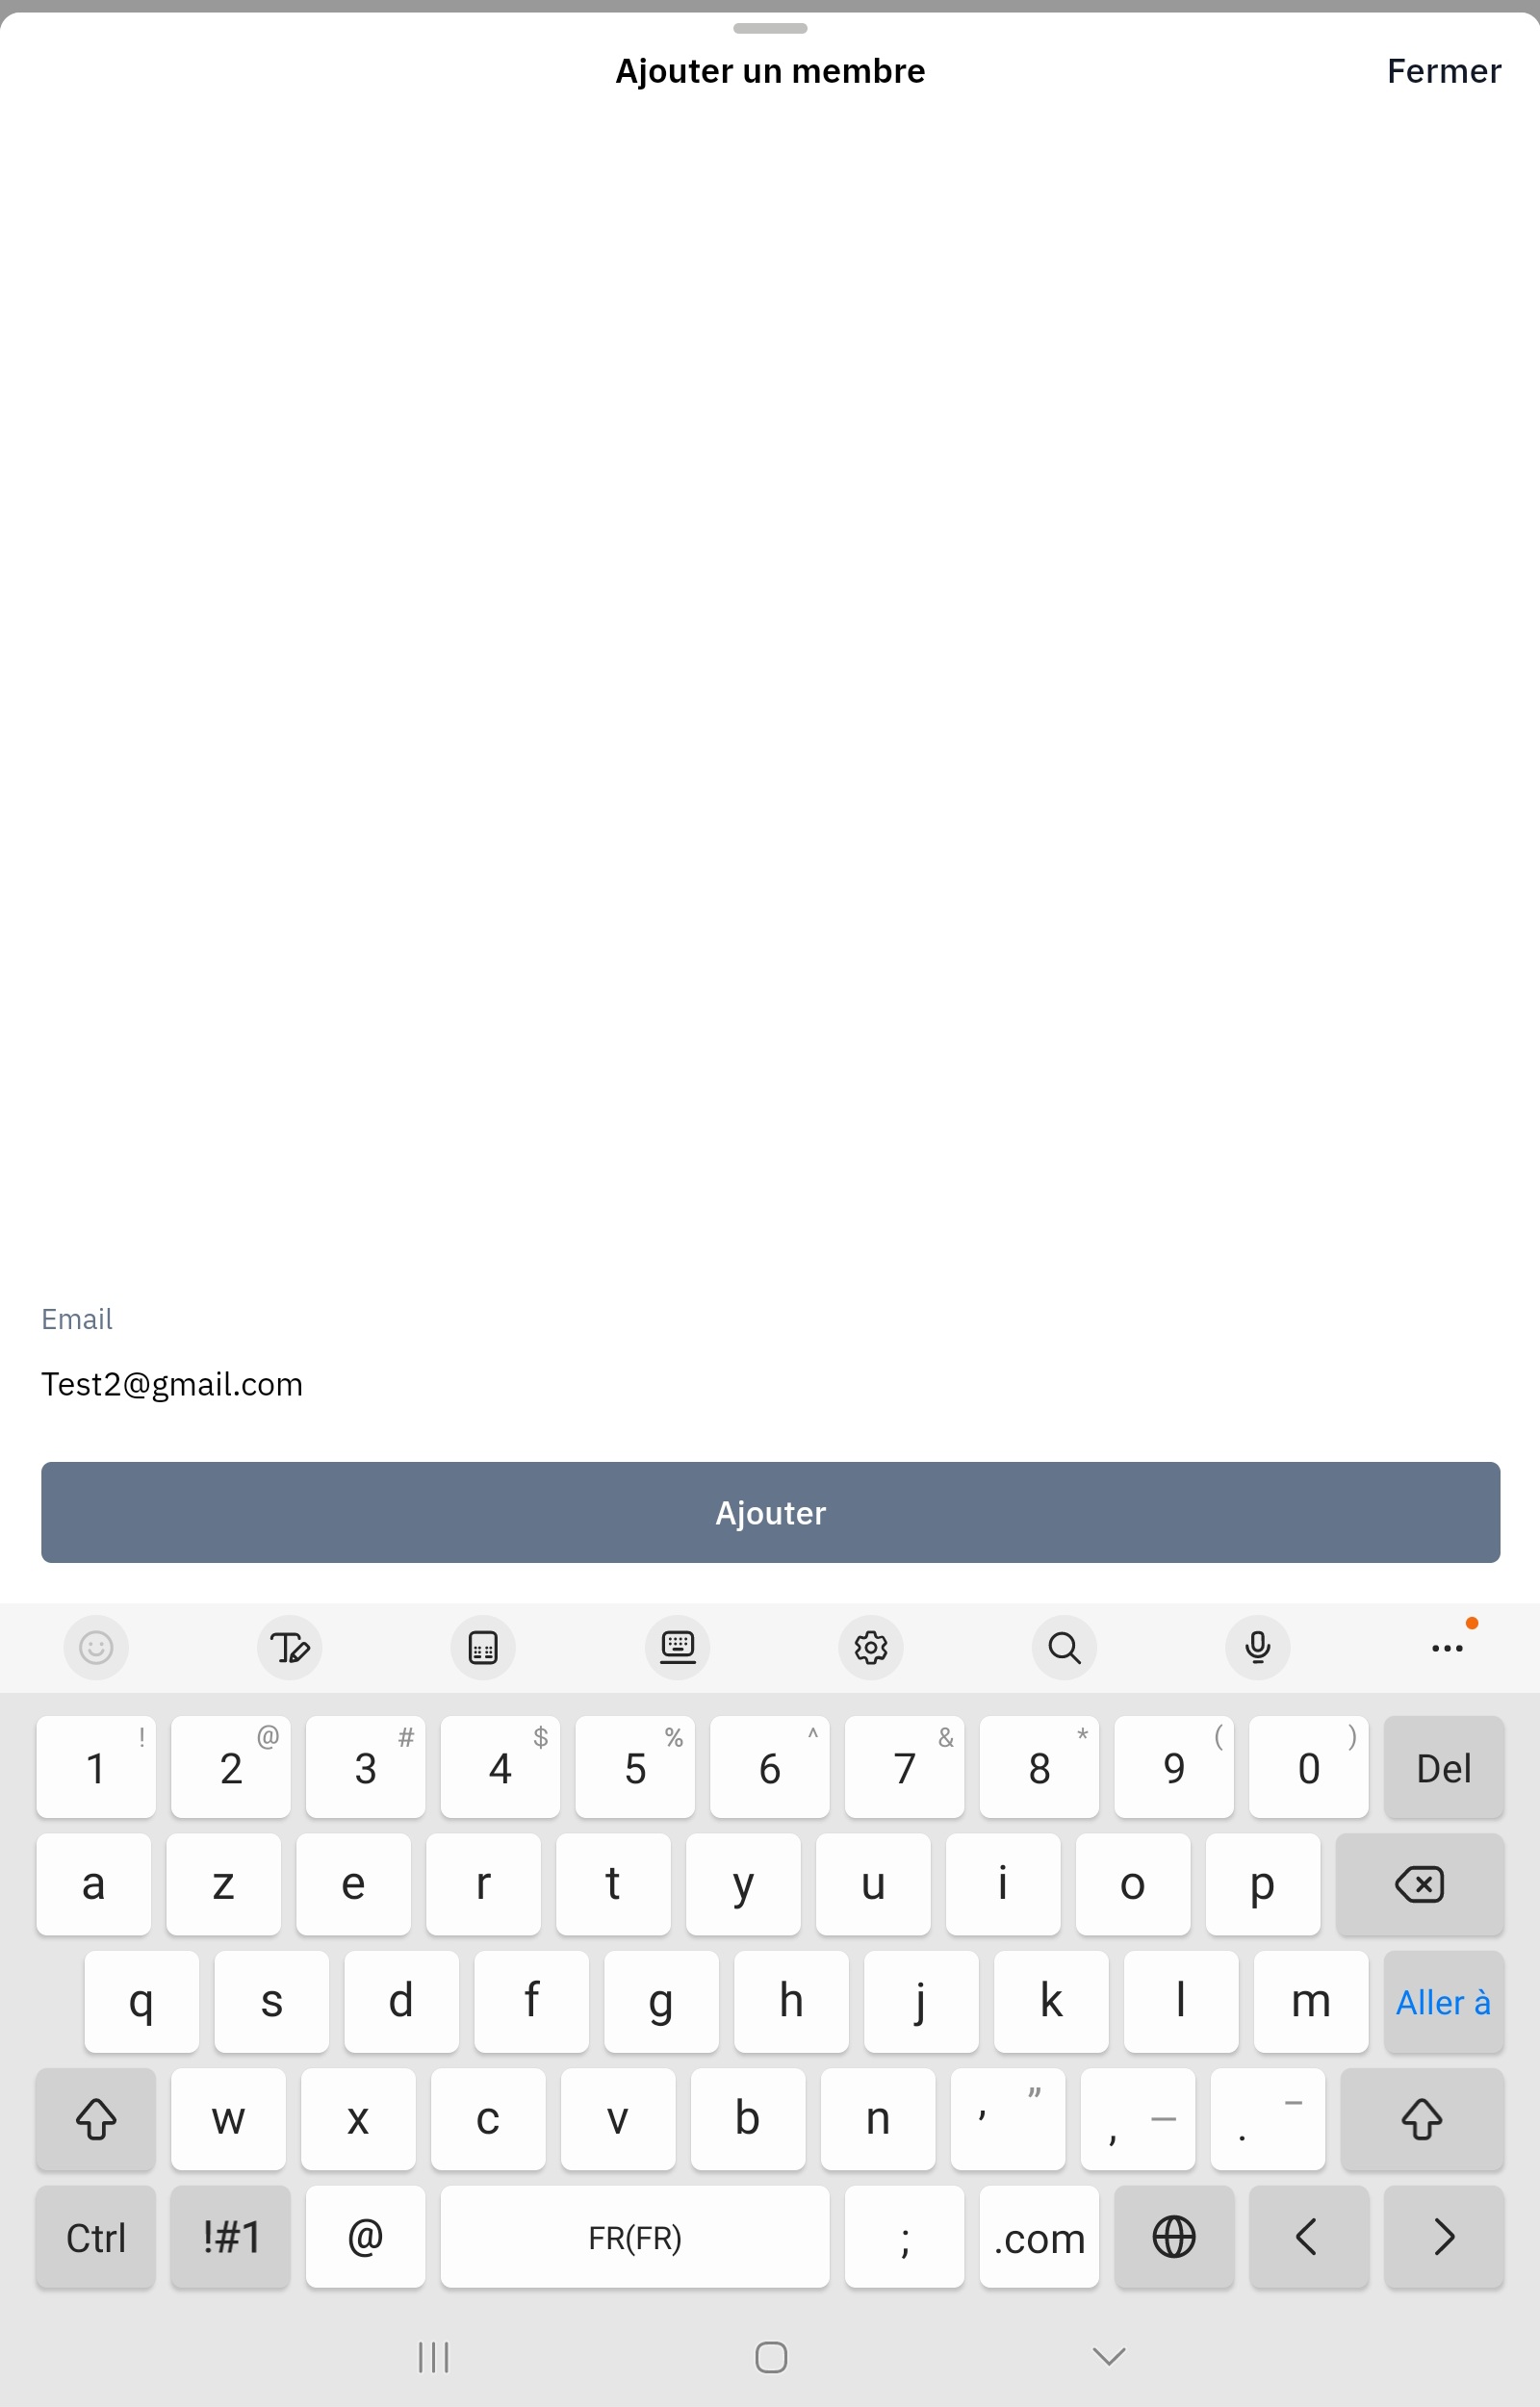 Ajouter un membre
Fermer
Email
Test2@gmail.com
Ajouter
1 ! 2 @ 3 # 4 $ 5 % 6 ^ 7 & 8 * 9 ( 0 ) Del
a z e r t y u i o p
q s d f g h j k l m Aller à
w x c v b n ’ ” , — . –
Ctrl !#1 @ FR(FR) ; .com